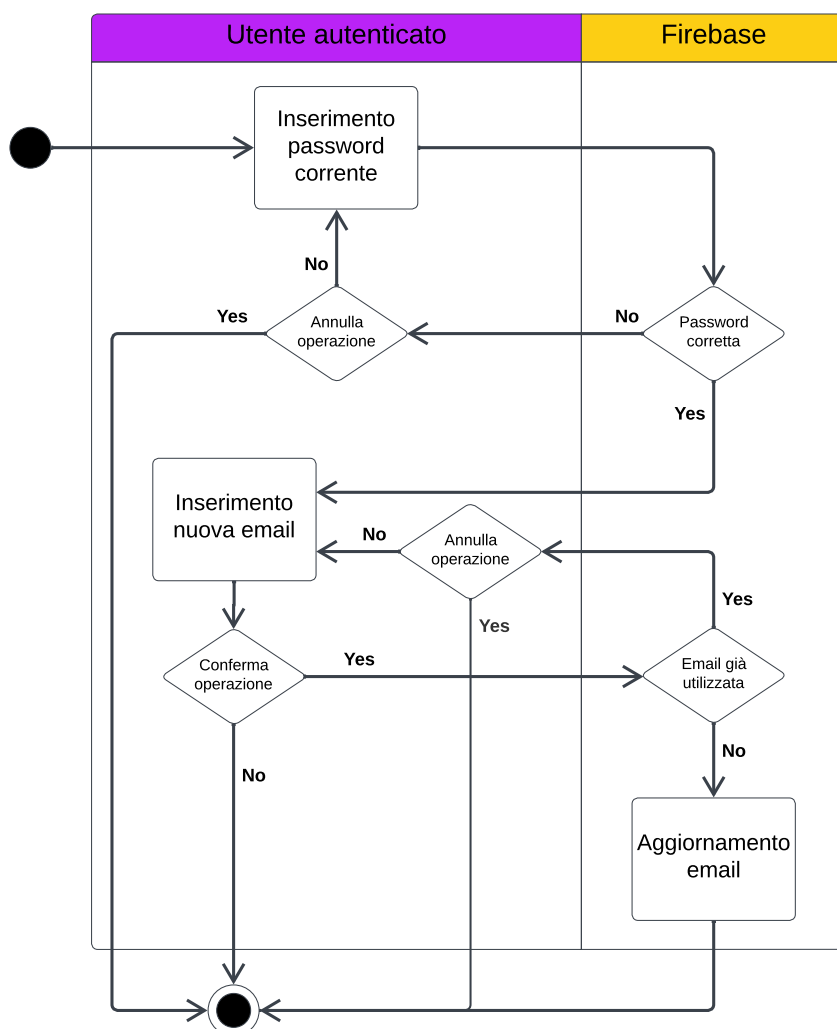 Utente autenticato
Firebase
Inserimento
password
corrente
No
Yes
Annulla
operazione
No
Password
corretta
Yes
Inserimento
nuova email
No
Annulla
operazione
Yes
Yes
Conferma
operazione
Yes
Email già
utilizzata
No
No
Aggiornamento
email